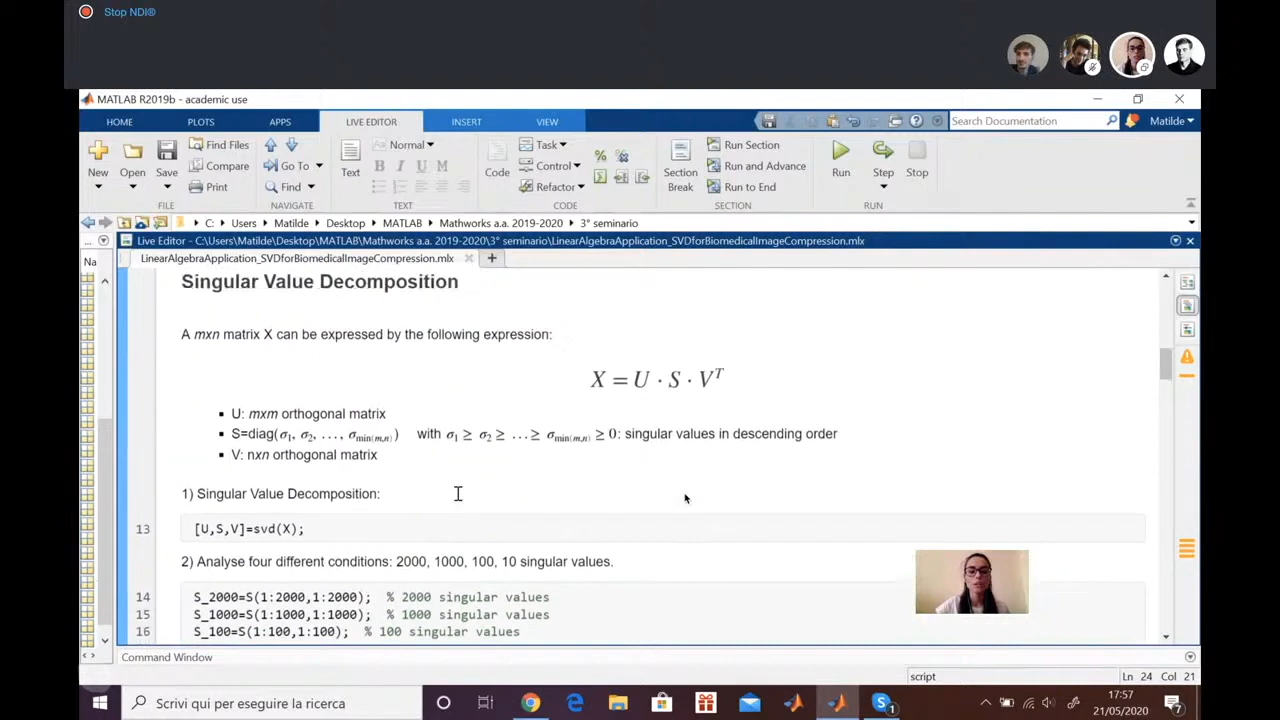 Stop NDI®
MATLAB R2019b - academic use
HOME PLOTS APPS LIVE EDITOR INSERT VIEW Search Documentation Matilde
New Open Save Find Files Compare Print
FILE
Go To Find
NAVIGATE
Text Normal B I U M
TEXT
Code Task Control Refactor
CODE
Section Break Run Section Run and Advance Run to End
SECTION
Run Step Stop
RUN
C: Users Matilde Desktop MATLAB Mathworks a.a. 2019-2020 3° seminario
Live Editor - C:\Users\Matilde\Desktop\MATLAB\Mathworks a.a. 2019-2020\3° seminario\LinearAlgebraApplication_SVDforBiomedicalImageCompression.mlx
LinearAlgebraApplication_SVDforBiomedicalImageCompression.mlx
Na
Singular Value Decomposition
A mxn matrix X can be expressed by the following expression:
X = U · S · V^T
U: mxm orthogonal matrix
S=diag(σ1, σ2, …, σmin(m,n)) with σ1 ≥ σ2 ≥ …≥ σmin(m,n) ≥ 0: singular values in descending order
V: nxn orthogonal matrix
1) Singular Value Decomposition:
13 [U,S,V]=svd(X);
2) Analyse four different conditions: 2000, 1000, 100, 10 singular values.
14 S_2000=S(1:2000,1:2000); % 2000 singular values
15 S_1000=S(1:1000,1:1000); % 1000 singular values
16 S_100=S(1:100,1:100); % 100 singular values
Command Window
script Ln 24 Col 21
Scrivi qui per eseguire la ricerca
1
17:57
21/05/2020
7